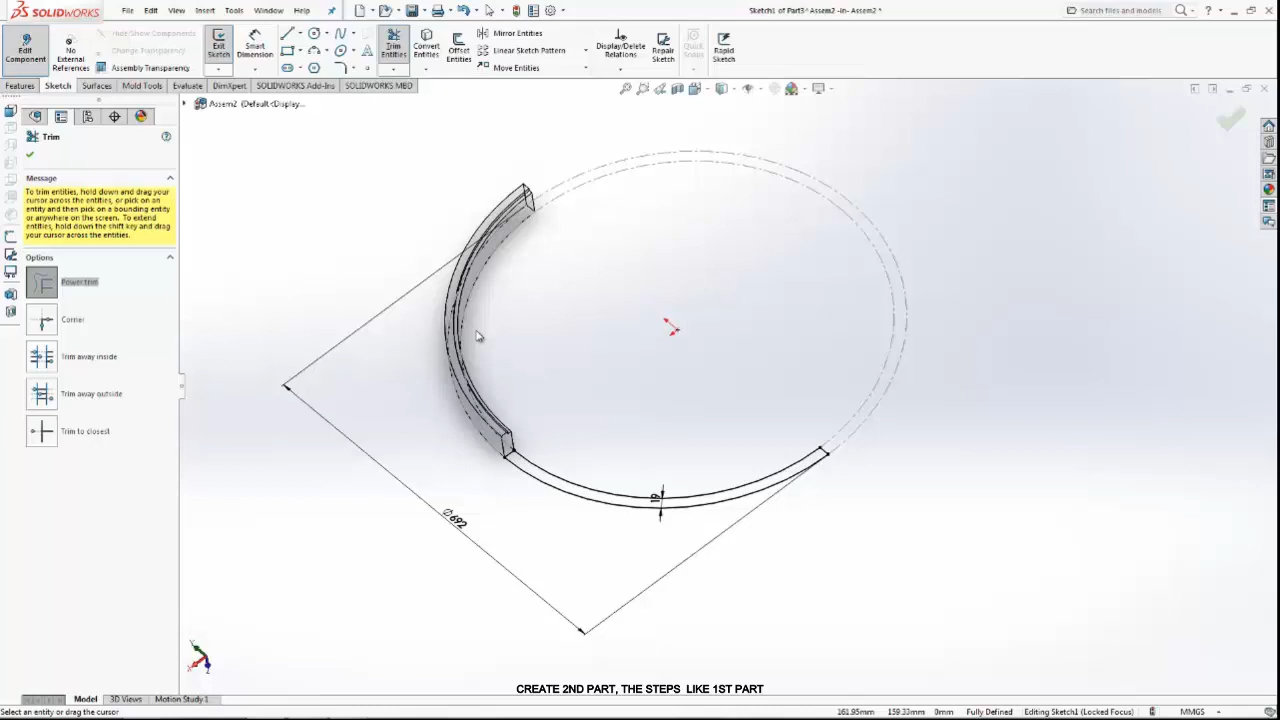 SOLIDWORKS
File Edit View Insert Tools Window Help
Sketch1 of Part3^Assem2 -in- Assem2 *
Search files and models
Edit Component
No External References
Hide/Show Components
Change Transparency
Assembly Transparency
Exit Sketch
Smart Dimension
Trim Entities
Convert Entities
Offset Entities
Mirror Entities
Linear Sketch Pattern
Move Entities
Display/Delete Relations
Repair Sketch
Quick Snaps
Rapid Sketch
Features Sketch Surfaces Mold Tools Evaluate DimXpert SOLIDWORKS Add-Ins SOLIDWORKS MBD
Assem2 (Default<Display...
Trim
Message
To trim entities, hold down and drag your
cursor across the entities, or pick on an
entity and then pick on a bounding entity
or anywhere on the screen. To extend
entities, hold down the shift key and drag
your cursor across the entities.
Options
Power trim
Corner
Trim away inside
Trim away outside
Trim to closest
19
∅692
Y
X
Z
CREATE 2ND PART, THE STEPS LIKE 1ST PART
Model 3D Views Motion Study 1
Select an entity or drag the cursor
161.95mm 159.33mm 0mm Fully Defined Editing Sketch1 (Locked Focus) MMGS